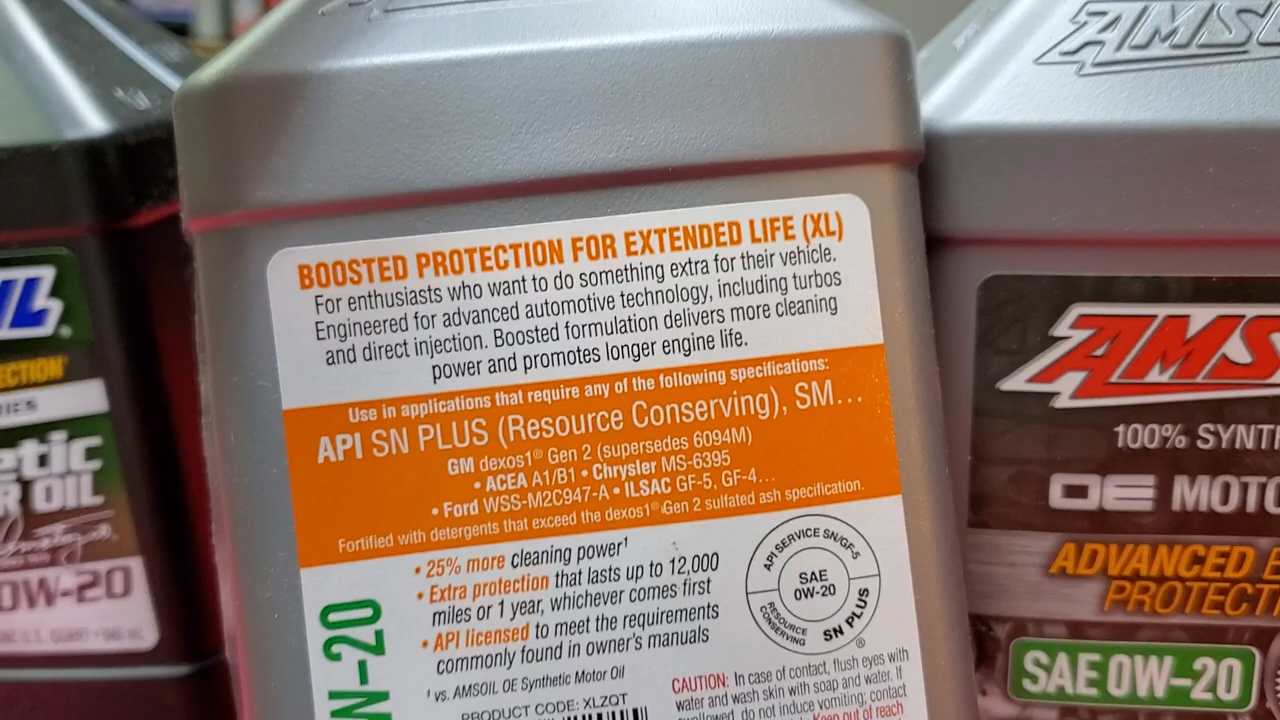 BOOSTED PROTECTION FOR EXTENDED LIFE (XL)
For enthusiasts who want to do something extra for their vehicle.
Engineered for advanced automotive technology, including turbos
and direct injection. Boosted formulation delivers more cleaning
power and promotes longer engine life.
Use in applications that require any of the following specifications:
API SN PLUS (Resource Conserving), SM...
GM dexos1® Gen 2 (supersedes 6094M)
• ACEA A1/B1 • Chrysler MS-6395
• Ford WSS-M2C947-A • ILSAC GF-5, GF-4...
Fortified with detergents that exceed the dexos1® Gen 2 sulfated ash specification.
• 25% more cleaning power¹
• Extra protection that lasts up to 12,000
miles or 1 year, whichever comes first
• API licensed to meet the requirements
commonly found in owner's manuals
¹ vs. AMSOIL OE Synthetic Motor Oil
PRODUCT CODE: XLZQT
W-20
API SERVICE SN/GF-5
SAE
0W-20
RESOURCE
CONSERVING
SN PLUS
®
CAUTION: In case of contact, flush eyes with
water and wash skin with soap and water. If
swallowed, do not induce vomiting; contact
Keep out of reach
IL
ECTION
IES
etic
R OIL
0W-20
AMS
AMS
100% SYNT
OE MOTO
ADVANCED E
PROTECT
SAE 0W-20